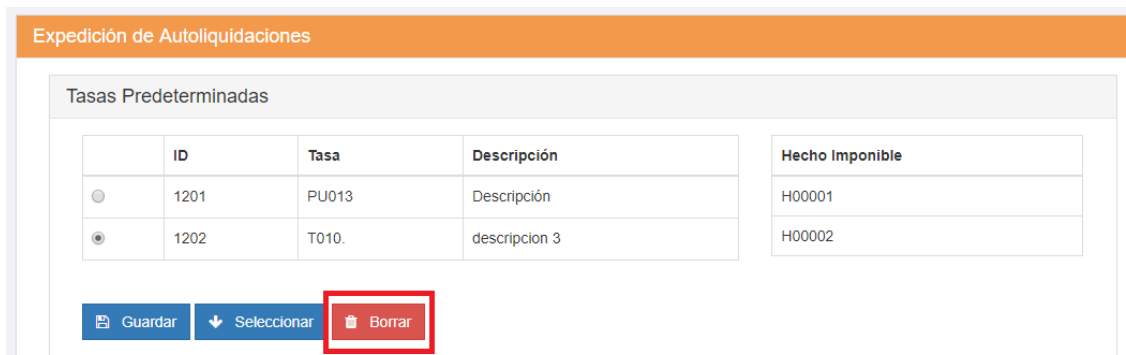 Expedición de Autoliquidaciones
Tasas Predeterminadas
ID Tasa Descripción Hecho Imponible
1201 PU013 Descripción H00001
1202 T010. descripcion 3 H00002
Guardar Seleccionar Borrar